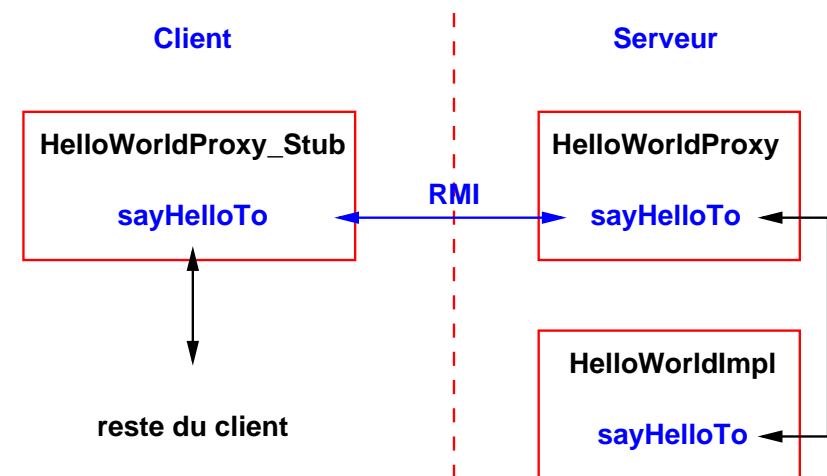 Client
Serveur
HelloWorldProxy_Stub
HelloWorldProxy
RMI
sayHelloTo
sayHelloTo
HelloWorldImpl
reste du client
sayHelloTo